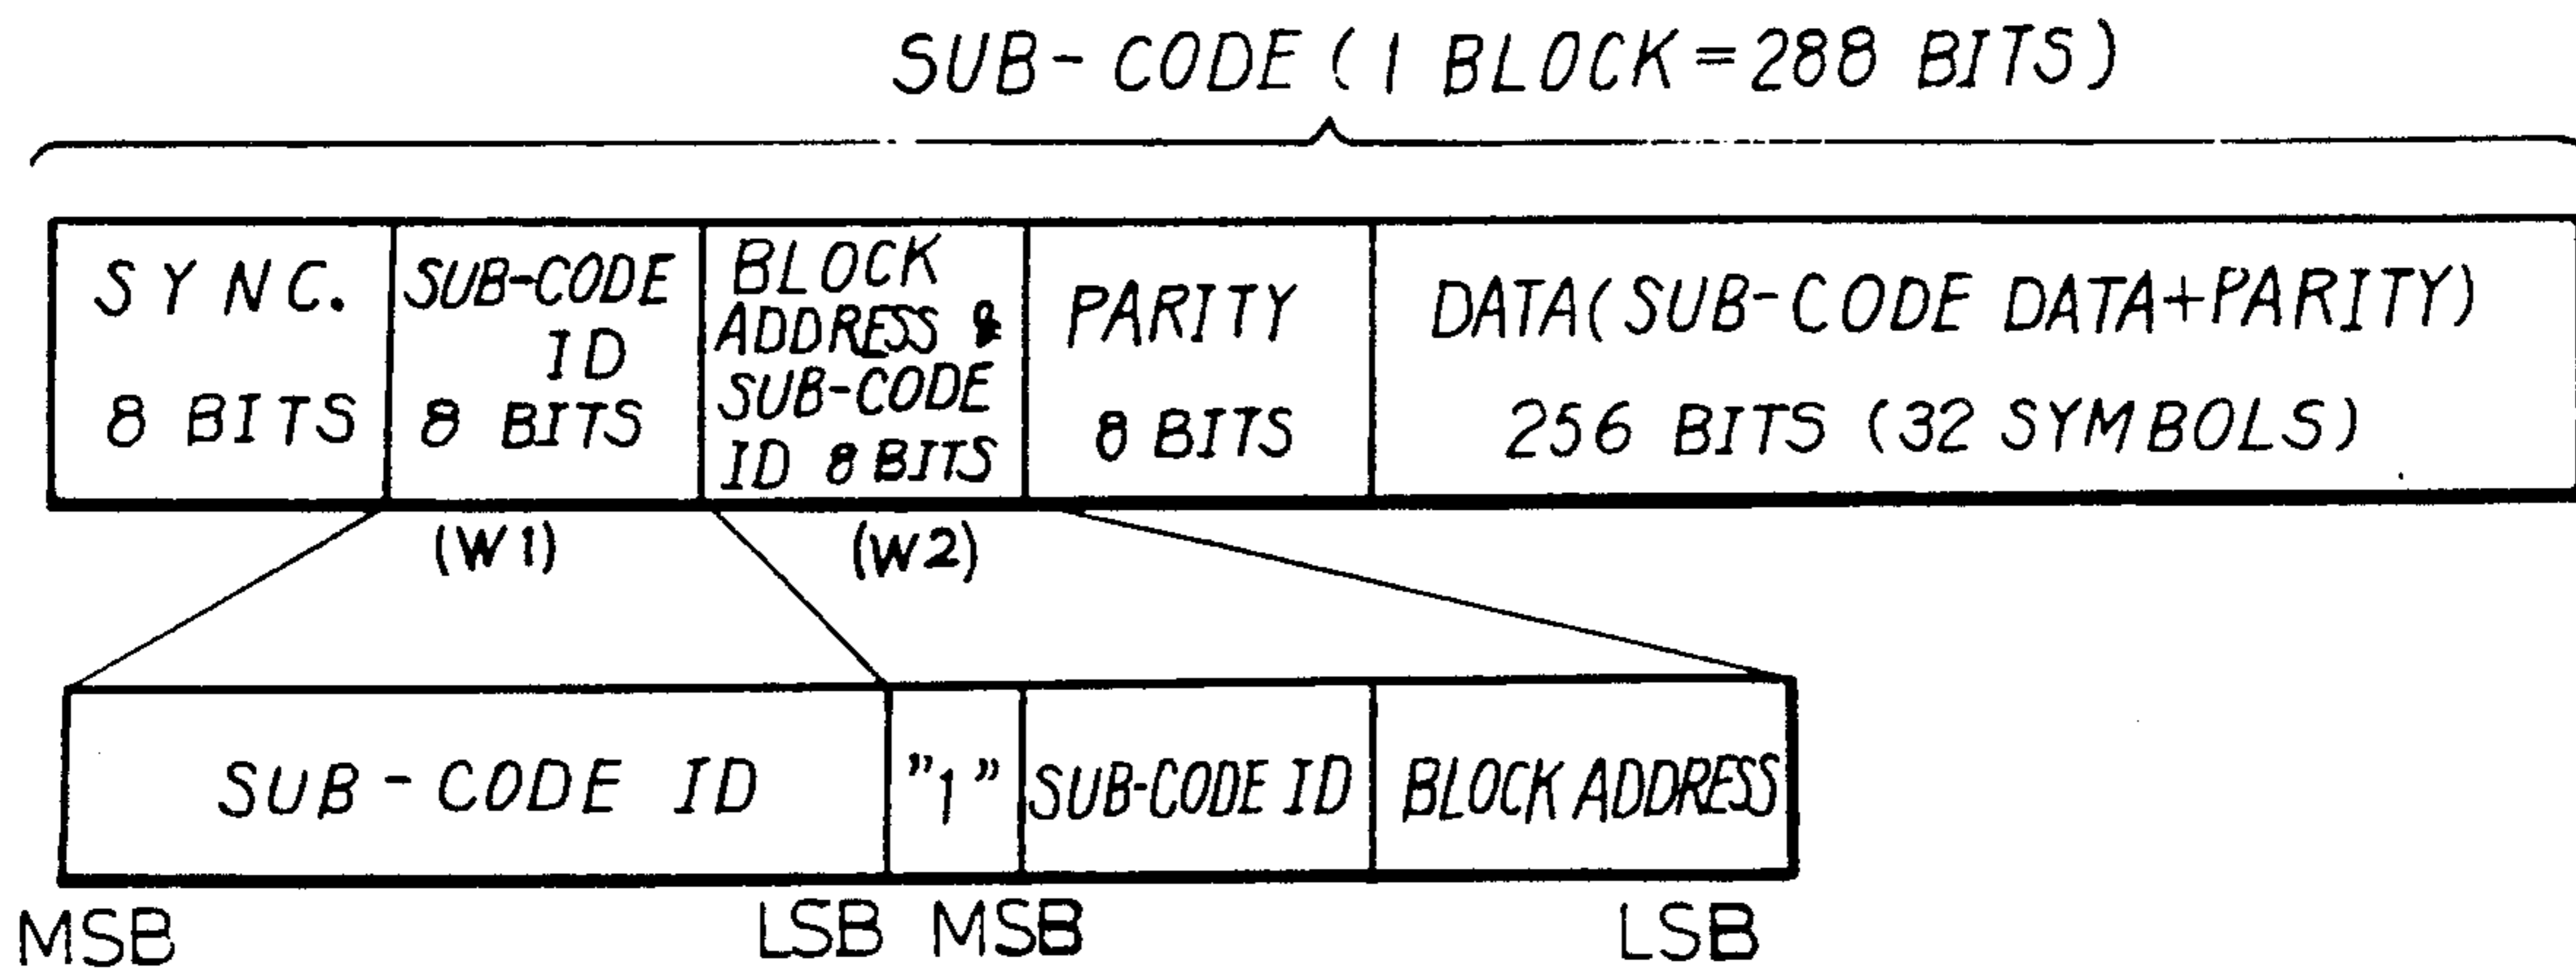 SUB-CODE (1 BLOCK=288 BITS)
SYNC.
8 BITS
SUB-CODE
ID
8 BITS
BLOCK
ADDRESS &
SUB-CODE
ID 8 BITS
PARITY
8 BITS
DATA(SUB-CODE DATA+PARITY)
256 BITS (32 SYMBOLS)
(W1)
(W2)
SUB-CODE ID
"1"
SUB-CODE ID
BLOCK ADDRESS
MSB
LSB
MSB
LSB